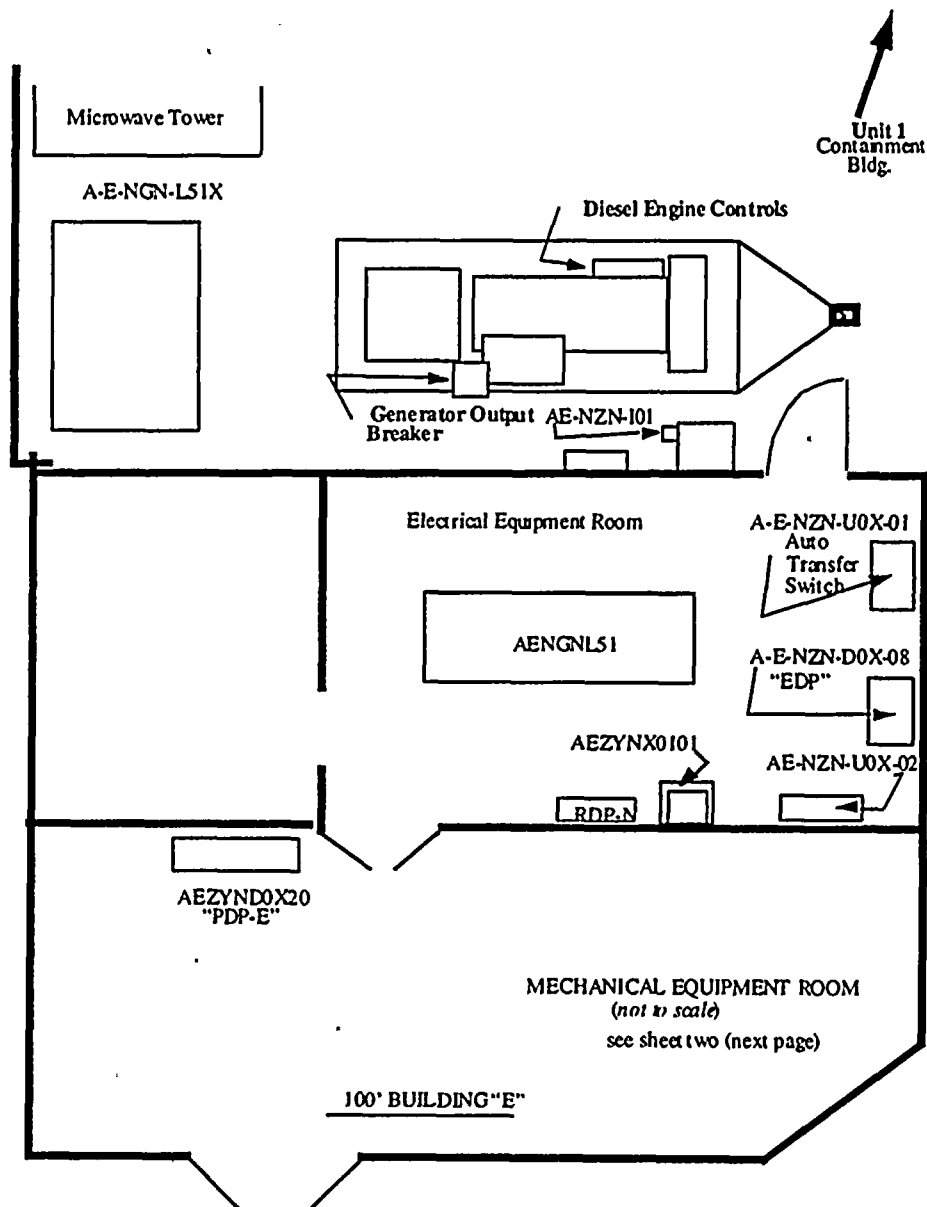 Microwave Tower
Unit 1
Containment
Bldg.
A-E-NGN-L51X
Diesel Engine Controls
Generator Output
Breaker
AE-NZN-I01
Electrical Equipment Room
A-E-NZN-U0X-01
Auto
Transfer
Switch
AENGNL51
A-E-NZN-D0X-08
"EDP"
AEZYNX0101
AE-NZN-U0X-02
RDP-N
AEZYND0X20
"PDP-E"
MECHANICAL EQUIPMENT ROOM
(not to scale)
see sheet two (next page)
100' BUILDING "E"